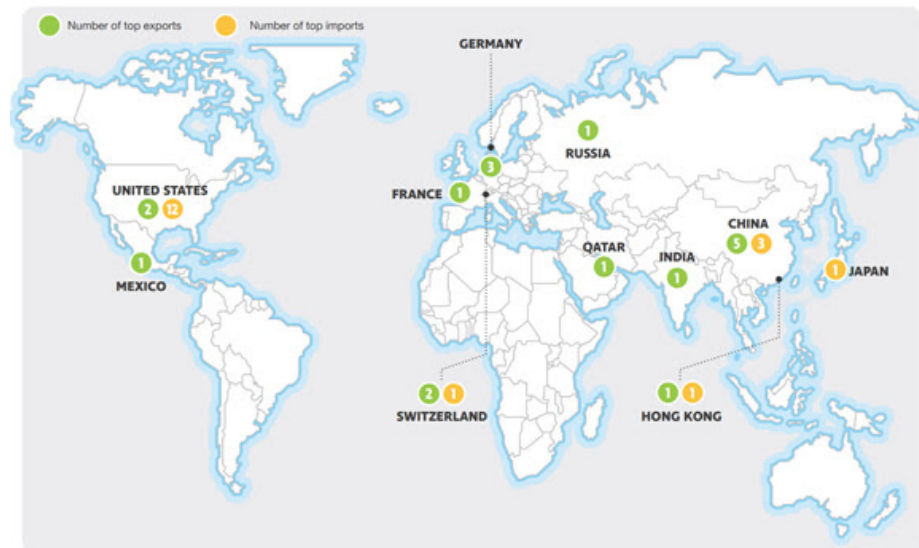 Number of top exports
Number of top imports
GERMANY
1
RUSSIA
3
FRANCE 1
UNITED STATES
2 12
CHINA
5 3
QATAR
1
INDIA
1
1 JAPAN
1
MEXICO
2 1
SWITZERLAND
1 1
HONG KONG